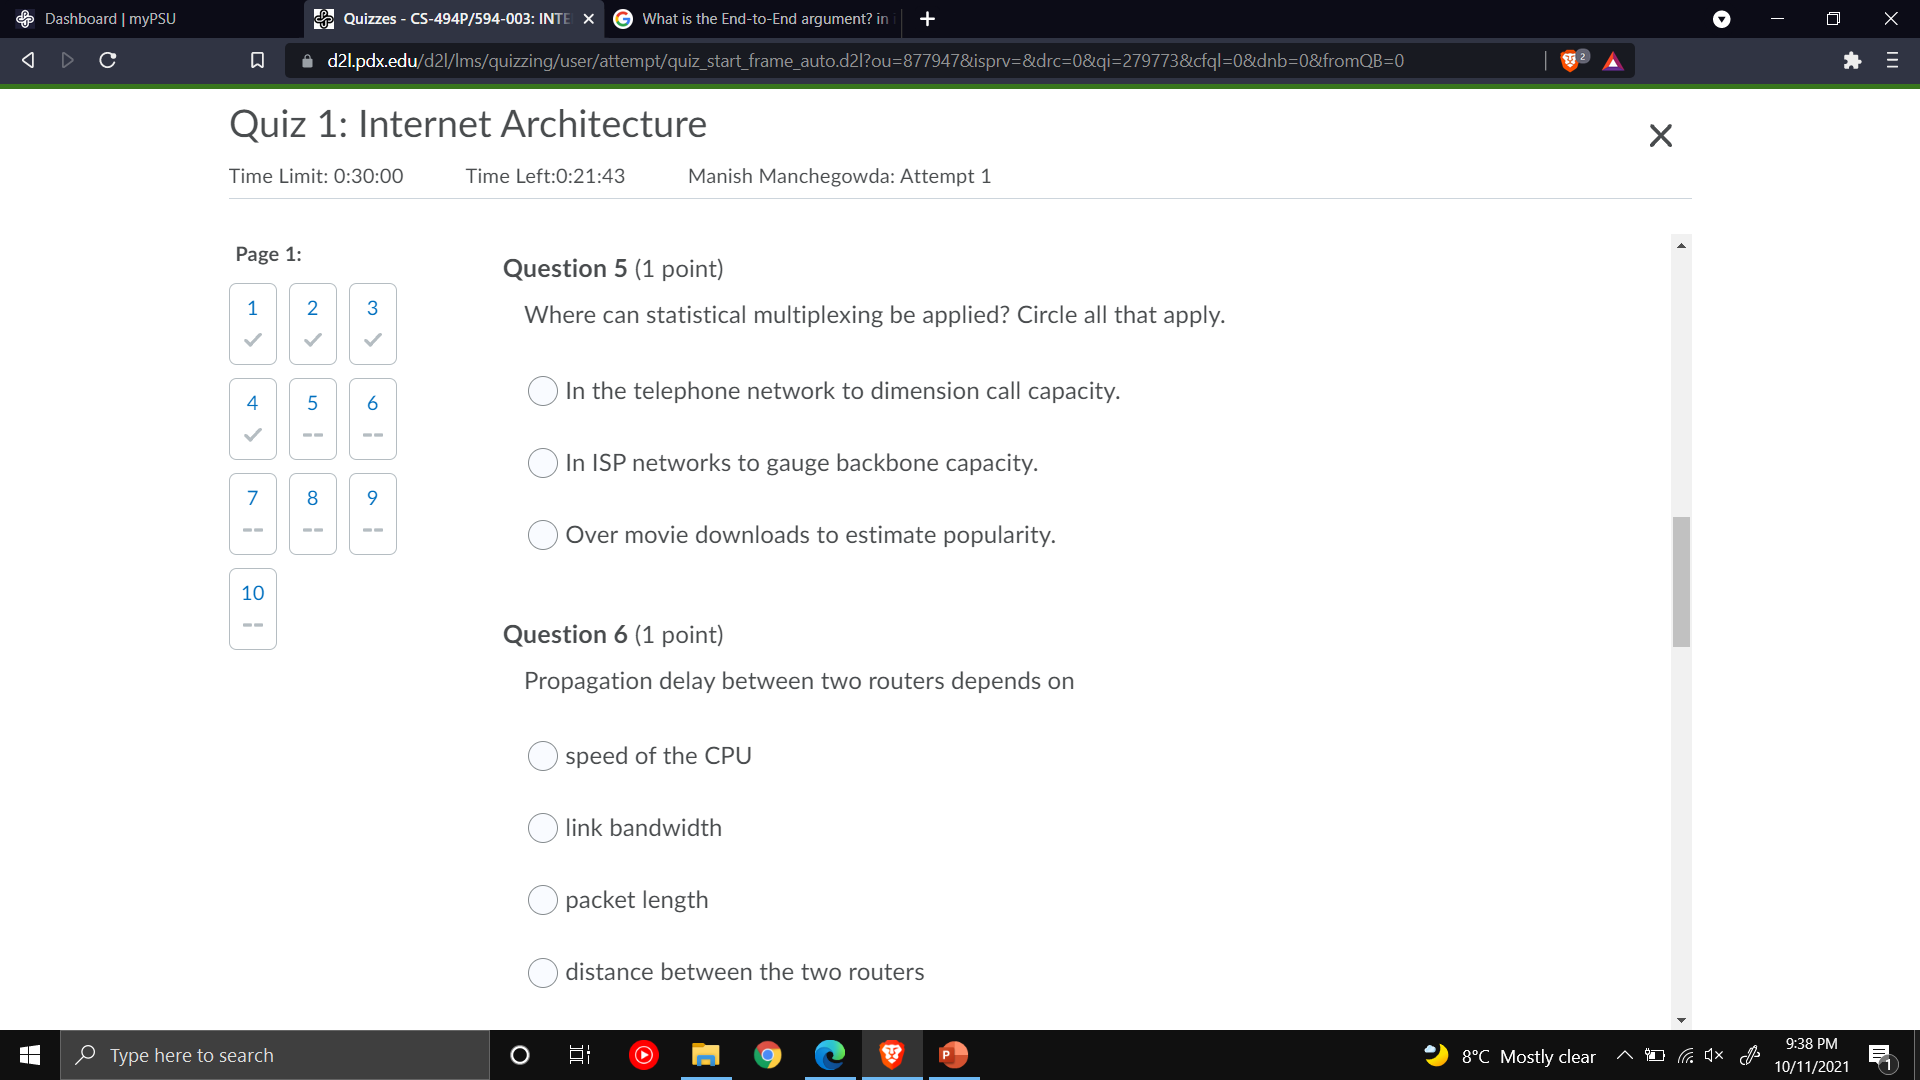 Dashboard | myPSU
Quizzes - CS-494P/594-003: INTE
What is the End-to-End argument? in
d2l.pdx.edu/d2l/lms/quizzing/user/attempt/quiz_start_frame_auto.d2l?ou=877947&isprv=&drc=0&qi=279773&cfql=0&dnb=0&fromQB=0
2
Quiz 1: Internet Architecture
Time Limit: 0:30:00 Time Left:0:21:43 Manish Manchegowda: Attempt 1
Page 1:
1 2 3
4 5 6
-- --
7 8 9
-- -- --
10
--
Question 5 (1 point)
Where can statistical multiplexing be applied? Circle all that apply.
In the telephone network to dimension call capacity.
In ISP networks to gauge backbone capacity.
Over movie downloads to estimate popularity.
Question 6 (1 point)
Propagation delay between two routers depends on
speed of the CPU
link bandwidth
packet length
distance between the two routers
Type here to search
P
8°C Mostly clear
9:38 PM
10/11/2021
1